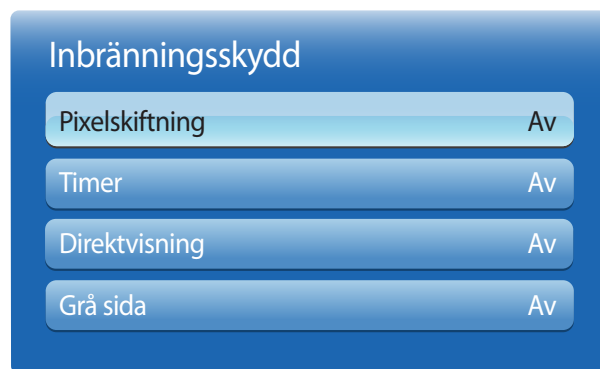 Inbränningsskydd
Pixelskiftning Av
Timer Av
Direktvisning Av
Grå sida Av